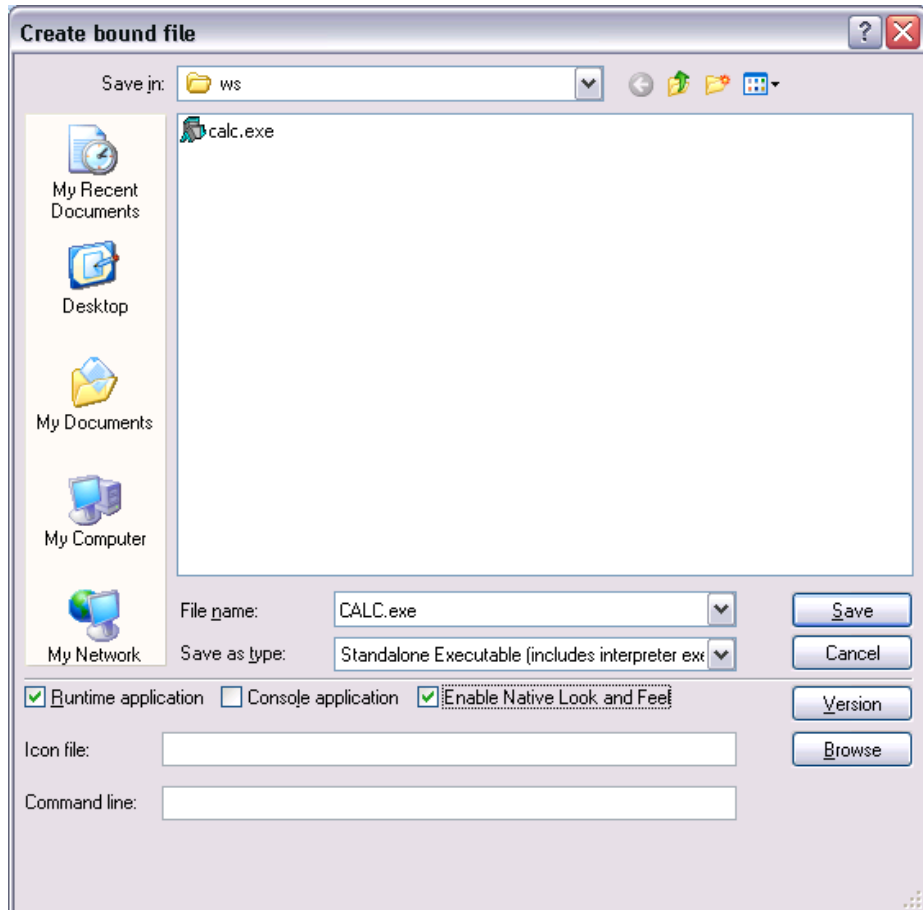 Create bound file
Save in: ws
calc.exe
My Recent
Documents
Desktop
My Documents
My Computer
My Network
File name: CALC.exe Save
Save as type: Standalone Executable (includes interpreter exe Cancel
Runtime application Console application Enable Native Look and Feel Version
Icon file: Browse
Command line: